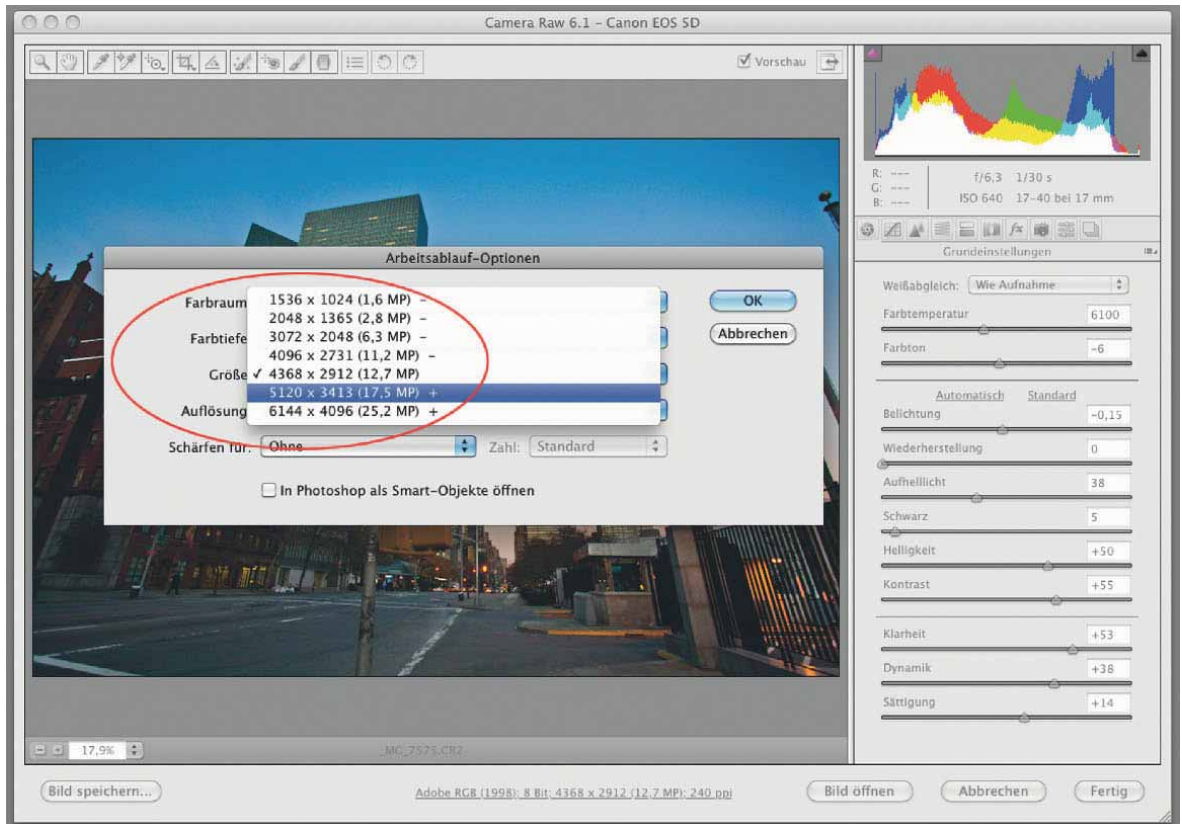 Camera Raw 6.1 – Canon EOS 5D
Vorschau
R: ---
G: ---
B: ---
f/6,3 1/30 s
ISO 640 17-40 bei 17 mm
Grundeinstellungen
Weißabgleich: Wie Aufnahme
Farbtemperatur 6100
Farbton -6
Automatisch Standard
Belichtung -0,15
Wiederherstellung 0
Aufhelllicht 38
Schwarz 5
Helligkeit +50
Kontrast +55
Klarheit +53
Dynamik +38
Sättigung +14
Arbeitsablauf-Optionen
Farbraum
Farbtiefe
Größe
Auflösung
1536 x 1024 (1,6 MP) –
2048 x 1365 (2,8 MP) –
3072 x 2048 (6,3 MP) –
4096 x 2731 (11,2 MP) –
✓ 4368 x 2912 (12,7 MP)
5120 x 3413 (17,5 MP) +
6144 x 4096 (25,2 MP) +
OK
Abbrechen
Schärfen für: Ohne Zahl: Standard
In Photoshop als Smart-Objekte öffnen
17,9%
_MG_7575.CR2
Bild speichern...
Adobe RGB (1998); 8 Bit; 4368 x 2912 (12,7 MP); 240 ppi
Bild öffnen
Abbrechen
Fertig